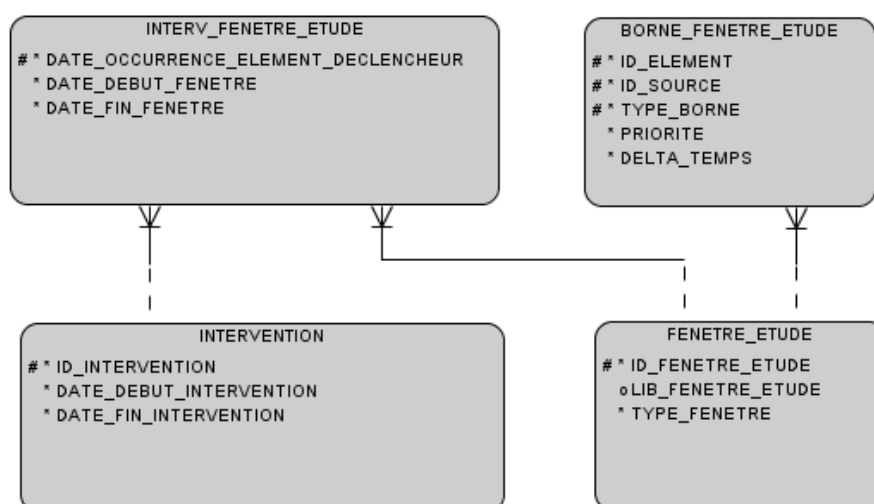 INTERV_FENETRE_ETUDE
# * DATE_OCCURRENCE_ELEMENT_DECLENCHEUR
* DATE_DEBUT_FENETRE
* DATE_FIN_FENETRE
BORNE_FENETRE_ETUDE
# * ID_ELEMENT
# * ID_SOURCE
# * TYPE_BORNE
* PRIORITE
* DELTA_TEMPS
INTERVENTION
# * ID_INTERVENTION
* DATE_DEBUT_INTERVENTION
* DATE_FIN_INTERVENTION
FENETRE_ETUDE
# * ID_FENETRE_ETUDE
o LIB_FENETRE_ETUDE
* TYPE_FENETRE